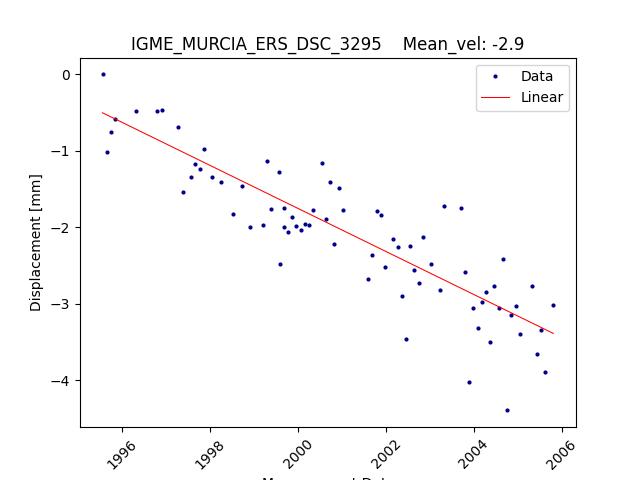 IGME_MURCIA_ERS_DSC_3295    Mean_vel: -2.9
Data
Linear
Displacement [mm]
0
−1
−2
−3
−4
1996
1998
2000
2002
2004
2006